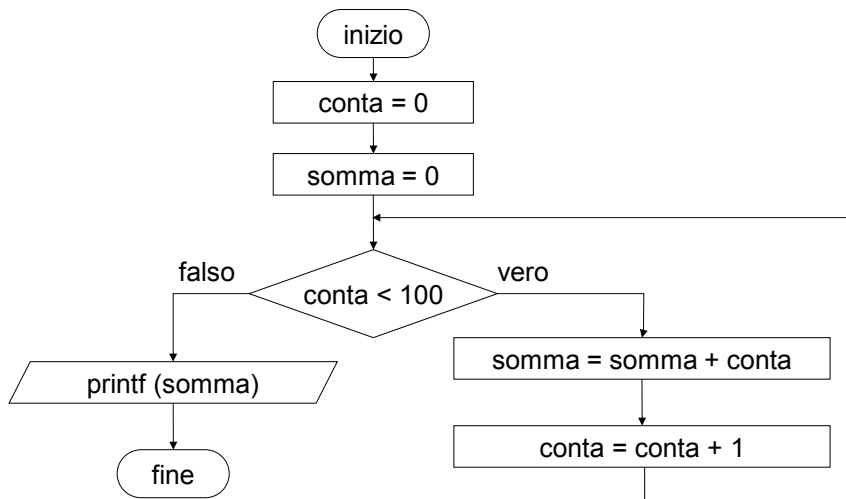 inizio
conta = 0
somma = 0
falso
vero
conta < 100
somma = somma + conta
printf (somma)
conta = conta + 1
fine